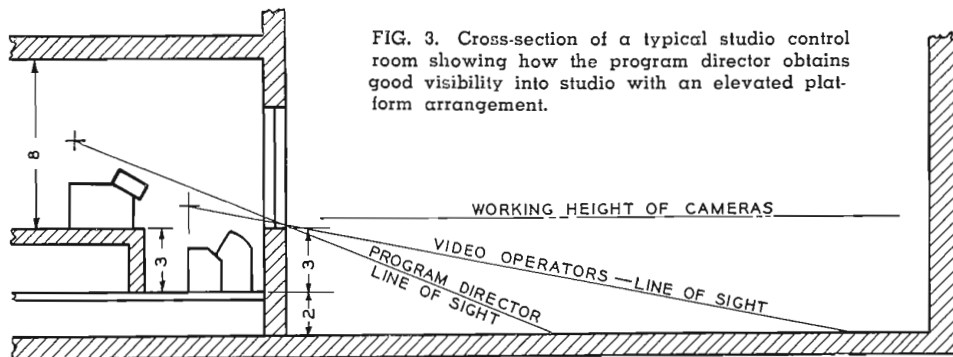 FIG. 3. Cross-section of a typical studio control
room showing how the program director obtains
good visibility into studio with an elevated plat-
form arrangement.
8
3
3
2
WORKING HEIGHT OF CAMERAS
VIDEO OPERATORS — LINE OF SIGHT
PROGRAM DIRECTOR
LINE OF SIGHT